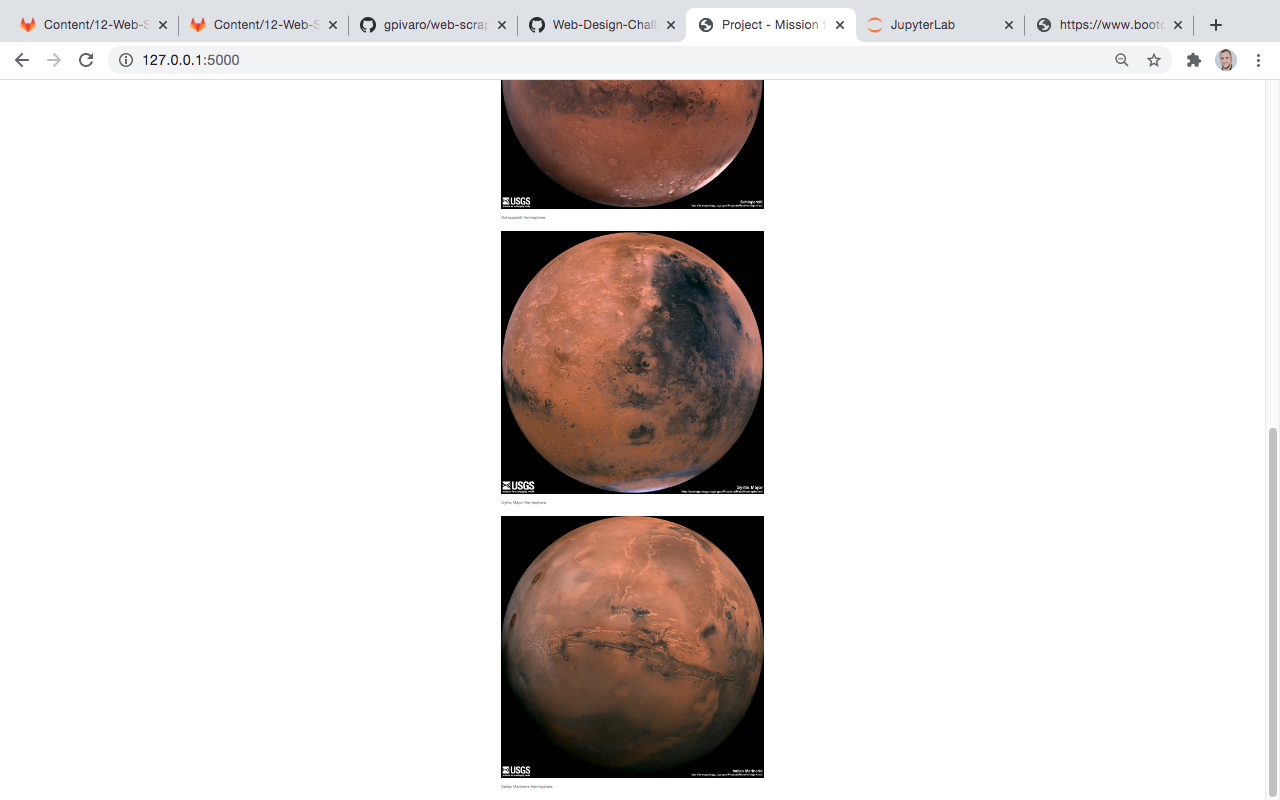 Content/12-Web-S
Content/12-Web-S
gpivaro/web-scrap
Web-Design-Chall
Project - Mission t
JupyterLab
https://www.bootc
127.0.0.1:5000
USGS
Schiaparelli
Schiaparelli Hemisphere
USGS
Syrtis Major
Syrtis Major Hemisphere
USGS
Valles Marineris
Valles Marineris Hemisphere